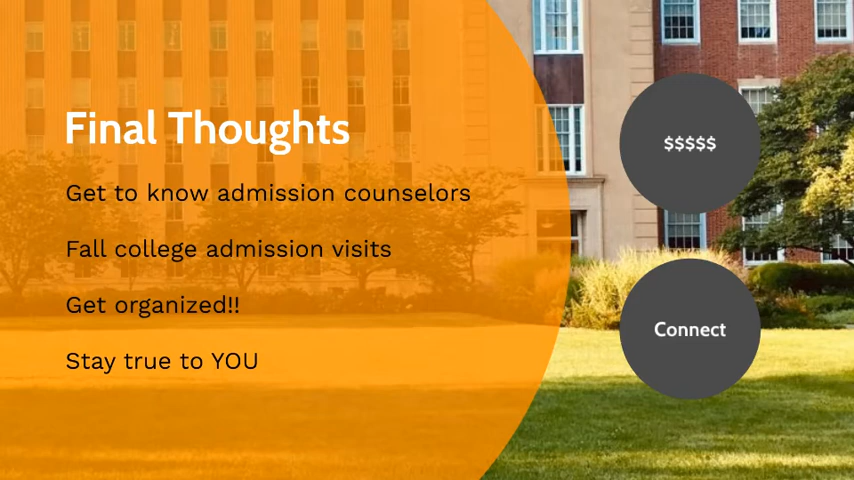 Final Thoughts
Get to know admission counselors
Fall college admission visits
Get organized!!
Stay true to YOU
$$$$$
Connect